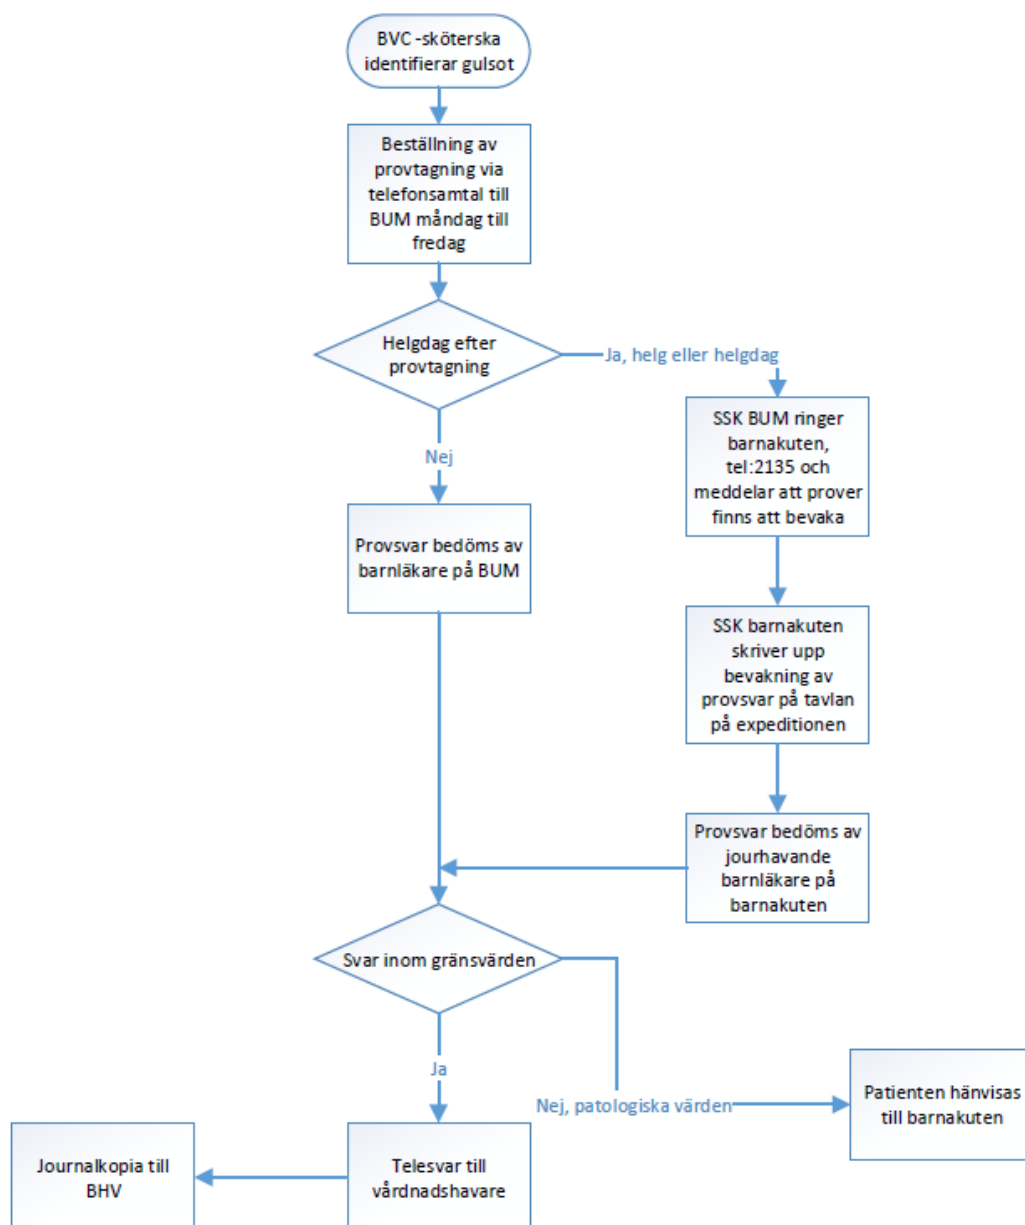 BVC -sköterska
identifierar gulsot
Beställning av
provtagning via
telefonsamtal till
BUM måndag till
fredag
Helgdag efter
provtagning
Ja, helg eller helgdag
SSK BUM ringer
barnakuten,
tel:2135 och
meddelar att prover
finns att bevaka
Nej
Provsvar bedöms av
barnläkare på BUM
SSK barnakuten
skriver upp
bevakning av
provsvar på tavlan
på expeditionen
Provsvar bedöms av
jourhavande
barnläkare på
barnakuten
Svar inom gränsvärden
Ja
Nej, patologiska värden
Patienten hänvisas
till barnakuten
Telesvar till
vårdnadshavare
Journalkopia till
BHV